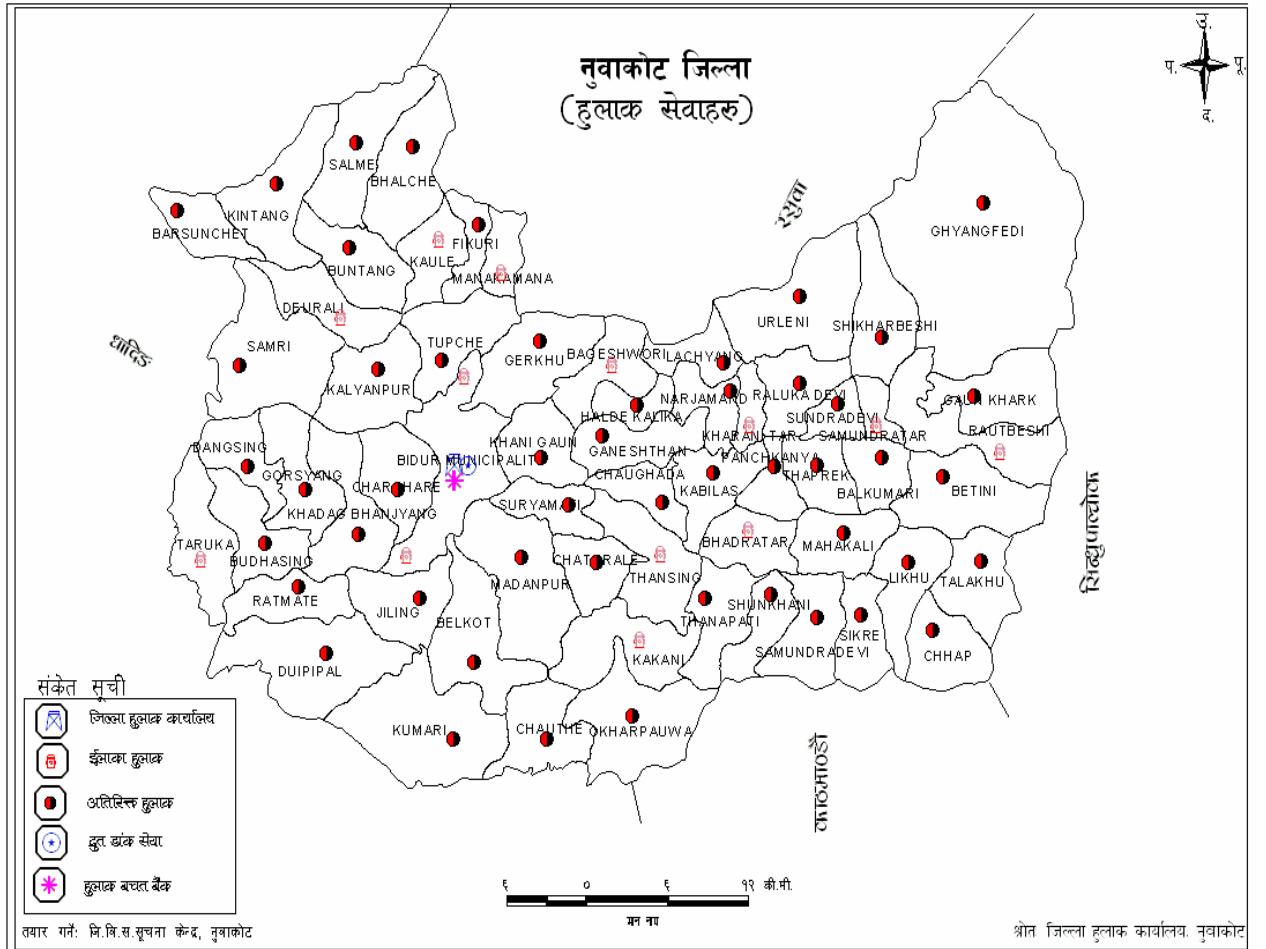 नुवाकोट जिल्ला
(हुलाक सेवाहरु)
उ.
प.
पू.
द.
रसुवा
धादिङ
सिन्धुपाल्चोक
काठमाण्डौ
SALME
BHALCHE
KINTANG
BARSUNCHET
FIKURI
KAULE
BUNTANG
MANAKAMANA
GHYANGFEDI
DEURALI
URLENI
SHIKHARBESHI
SAMRI
TUPCHE
GERKHU
BAGESHWORI
LACHYANG
KALYANPUR
NARJAMAND
RALUKA DEVI
GAUN KHARK
HALDE KALIKA
SUNDRADEVI
KHARANITAR
SAMUNDRATAR
RAUTBESHI
DANGSING
KHANI GAUN
GANESHTHAN
BIDUR MUNICIPALIT
PANCHKANYA
GORSYANG
CHAUGHADA
THAPREK
CHARGHARE
KABILAS
BALKUMARI
BETINI
KHADAG BHANJYANG
SURYAMATI
TARUKA
BUDHASING
BHADRATAR
MAHAKALI
MADANPUR
CHATURALE
THANSING
LIKHU
TALAKHU
RATMATE
JILING
BELKOT
THANAPATI
SHUNKHANI
SIKRE
SAMUNDRADEVI
CHHAP
KAKANI
DUIPIPAL
KUMARI
CHAUTHE
OKHARPAUWA
संकेत सूची
जिल्ला हुलाक कार्यालय
ईलाका हुलाक
अतिरिक्त हुलाक
द्रुत डांक सेवा
हुलाक बचत बैंक
६ ० ६ १२ की.मी.
मान नाप
तयार गर्ने: जि.वि.स.सूचना केन्द्र, नुवाकोट
श्रोत जिल्ला हुलाक कार्यालय. नुवाकोट